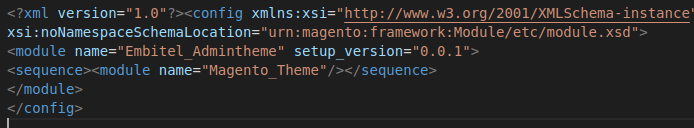 <?xml version="1.0"?><config xmlns:xsi="http://www.w3.org/2001/XMLSchema-instance"
xsi:noNamespaceSchemaLocation="urn:magento:framework:Module/etc/module.xsd">
<module name="Embitel_Admintheme" setup_version="0.0.1">
<sequence><module name="Magento_Theme"/></sequence>
</module>
</config>